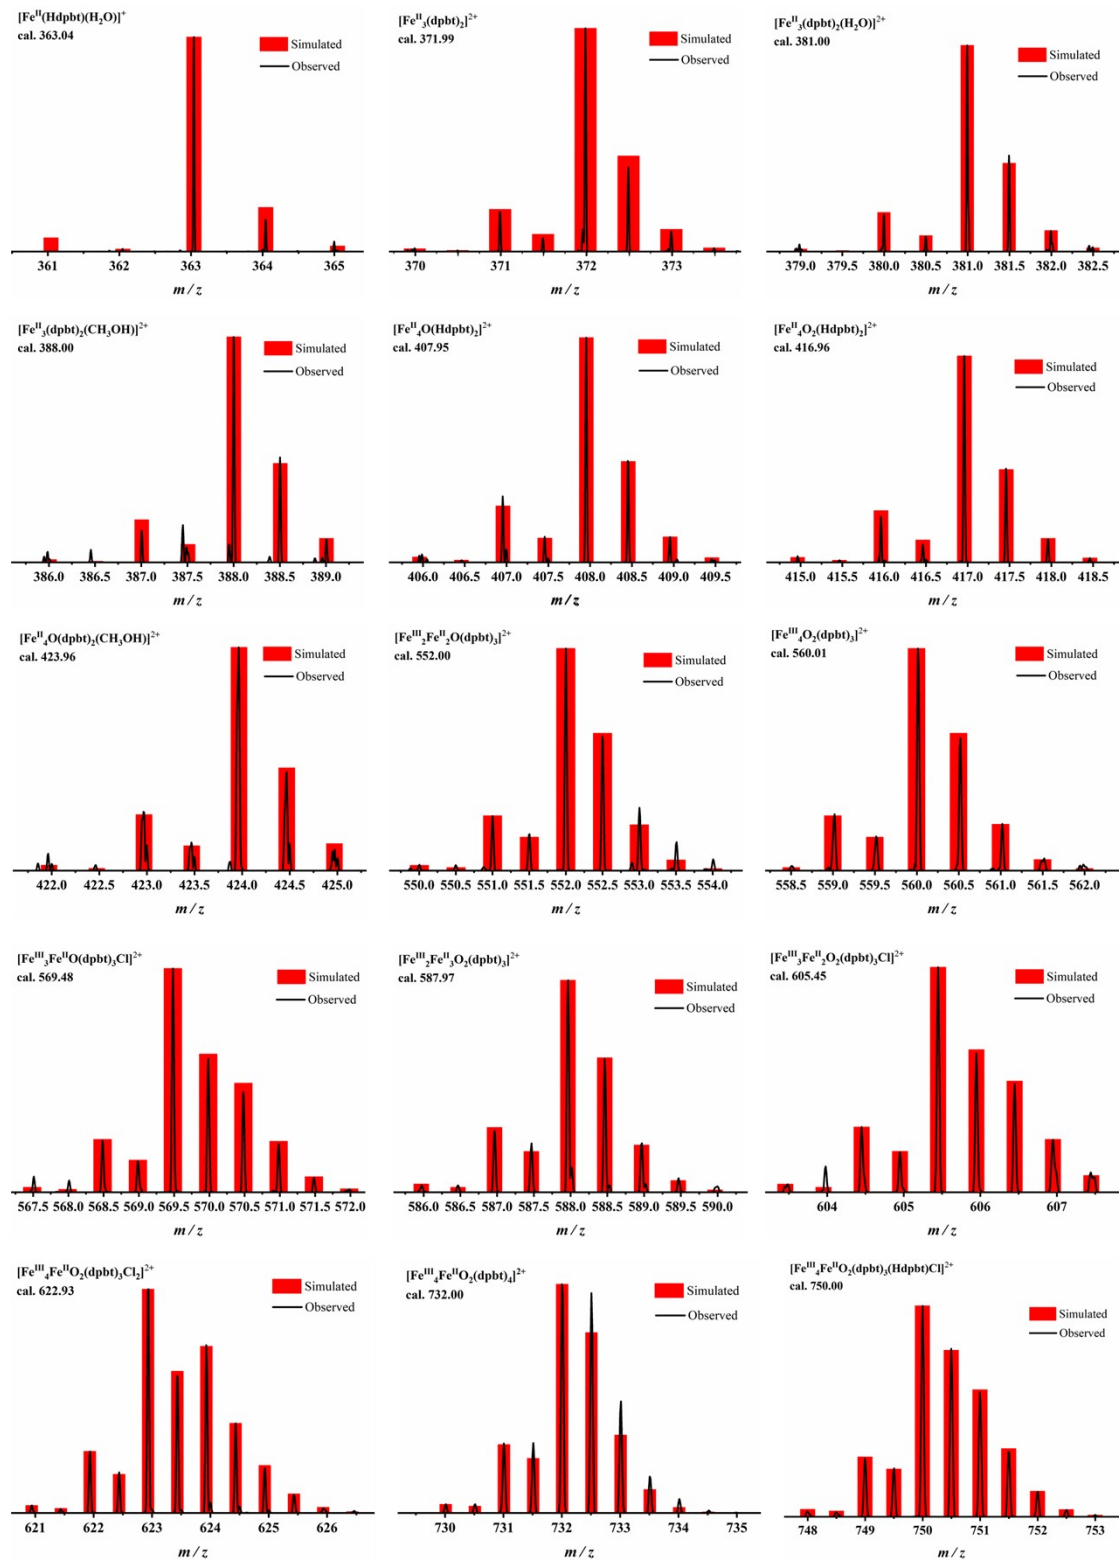 [Fe^II(Hdpbt)(H₂O)]⁺
cal. 363.04
Simulated
Observed
361 362 363 364 365
m / z
[Fe^II₃(dpbt)₂]²⁺
cal. 371.99
Simulated
Observed
370 371 372 373
m / z
[Fe^II₃(dpbt)₂(H₂O)]²⁺
cal. 381.00
Simulated
Observed
379.0 379.5 380.0 380.5 381.0 381.5 382.0 382.5
m / z
[Fe^II₃(dpbt)₂(CH₃OH)]²⁺
cal. 388.00
Simulated
Observed
386.0 386.5 387.0 387.5 388.0 388.5 389.0
m / z
[Fe^II₄O(Hdpbt)₂]²⁺
cal. 407.95
Simulated
Observed
406.0 406.5 407.0 407.5 408.0 408.5 409.0 409.5
m / z
[Fe^II₄O₂(Hdpbt)₂]²⁺
cal. 416.96
Simulated
Observed
415.0 415.5 416.0 416.5 417.0 417.5 418.0 418.5
m / z
[Fe^II₄O(dpbt)₂(CH₃OH)]²⁺
cal. 423.96
Simulated
Observed
422.0 422.5 423.0 423.5 424.0 424.5 425.0
m / z
[Fe^III₂Fe^II₂O(dpbt)₃]²⁺
cal. 552.00
Simulated
Observed
550.0 550.5 551.0 551.5 552.0 552.5 553.0 553.5 554.0
m / z
[Fe^III₄O₂(dpbt)₃]²⁺
cal. 560.01
Simulated
Observed
558.5 559.0 559.5 560.0 560.5 561.0 561.5 562.0
m / z
[Fe^III₃Fe^IIO(dpbt)₃Cl]²⁺
cal. 569.48
Simulated
Observed
567.5 568.0 568.5 569.0 569.5 570.0 570.5 571.0 571.5 572.0
m / z
[Fe^III₂Fe^II₃O₂(dpbt)₃]²⁺
cal. 587.97
Simulated
Observed
586.0 586.5 587.0 587.5 588.0 588.5 589.0 589.5 590.0
m / z
[Fe^III₃Fe^II₂O₂(dpbt)₃Cl]²⁺
cal. 605.45
Simulated
Observed
604 605 606 607
m / z
[Fe^III₄Fe^IIO₂(dpbt)₃Cl₂]²⁺
cal. 622.93
Simulated
Observed
621 622 623 624 625 626
m / z
[Fe^III₄Fe^IIO₂(dpbt)₄]²⁺
cal. 732.00
Simulated
Observed
730 731 732 733 734 735
m / z
[Fe^III₄Fe^IIO₂(dpbt)₃(Hdpbt)Cl]²⁺
cal. 750.00
Simulated
Observed
748 749 750 751 752 753
m / z